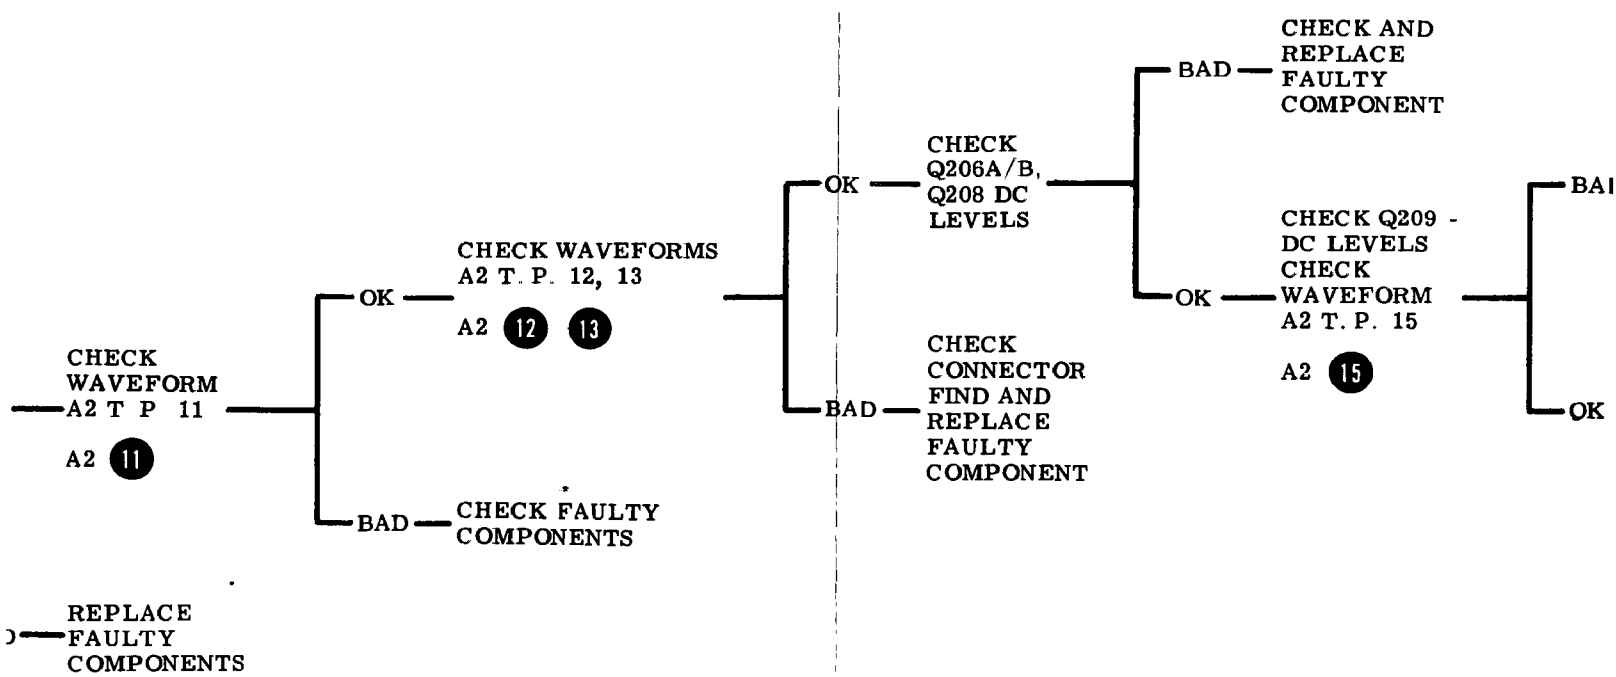 CHECK
WAVEFORM
A2 T P 11
A2 11
OK
BAD
CHECK WAVEFORMS
A2 T. P. 12, 13
A2 12 13
CHECK FAULTY
COMPONENTS
REPLACE
FAULTY
COMPONENTS
OK
BAD
CHECK
Q206A/B,
Q208 DC
LEVELS
CHECK
CONNECTOR
FIND AND
REPLACE
FAULTY
COMPONENT
BAD
OK
CHECK AND
REPLACE
FAULTY
COMPONENT
CHECK Q209 -
DC LEVELS
CHECK
WAVEFORM
A2 T. P. 15
A2 15
OK